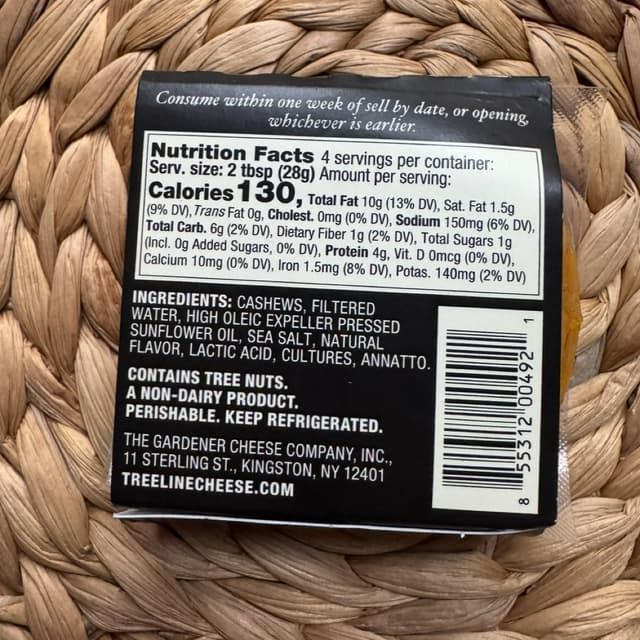 Consume within one week of sell by date, or opening,
whichever is earlier.
Nutrition Facts 4 servings per container:
Serv. size: 2 tbsp (28g) Amount per serving:
Calories 130, Total Fat 10g (13% DV), Sat. Fat 1.5g
(9% DV), Trans Fat 0g, Cholest. 0mg (0% DV), Sodium 150mg (6% DV),
Total Carb. 6g (2% DV), Dietary Fiber 1g (2% DV), Total Sugars 1g
(Incl. 0g Added Sugars, 0% DV), Protein 4g, Vit. D 0mcg (0% DV),
Calcium 10mg (0% DV), Iron 1.5mg (8% DV), Potas. 140mg (2% DV)
INGREDIENTS: CASHEWS, FILTERED
WATER, HIGH OLEIC EXPELLER PRESSED
SUNFLOWER OIL, SEA SALT, NATURAL
FLAVOR, LACTIC ACID, CULTURES, ANNATTO.
CONTAINS TREE NUTS.
A NON-DAIRY PRODUCT.
PERISHABLE. KEEP REFRIGERATED.
THE GARDENER CHEESE COMPANY, INC.,
11 STERLING ST., KINGSTON, NY 12401
TREELINECHEESE.COM
8 55312 00492 1